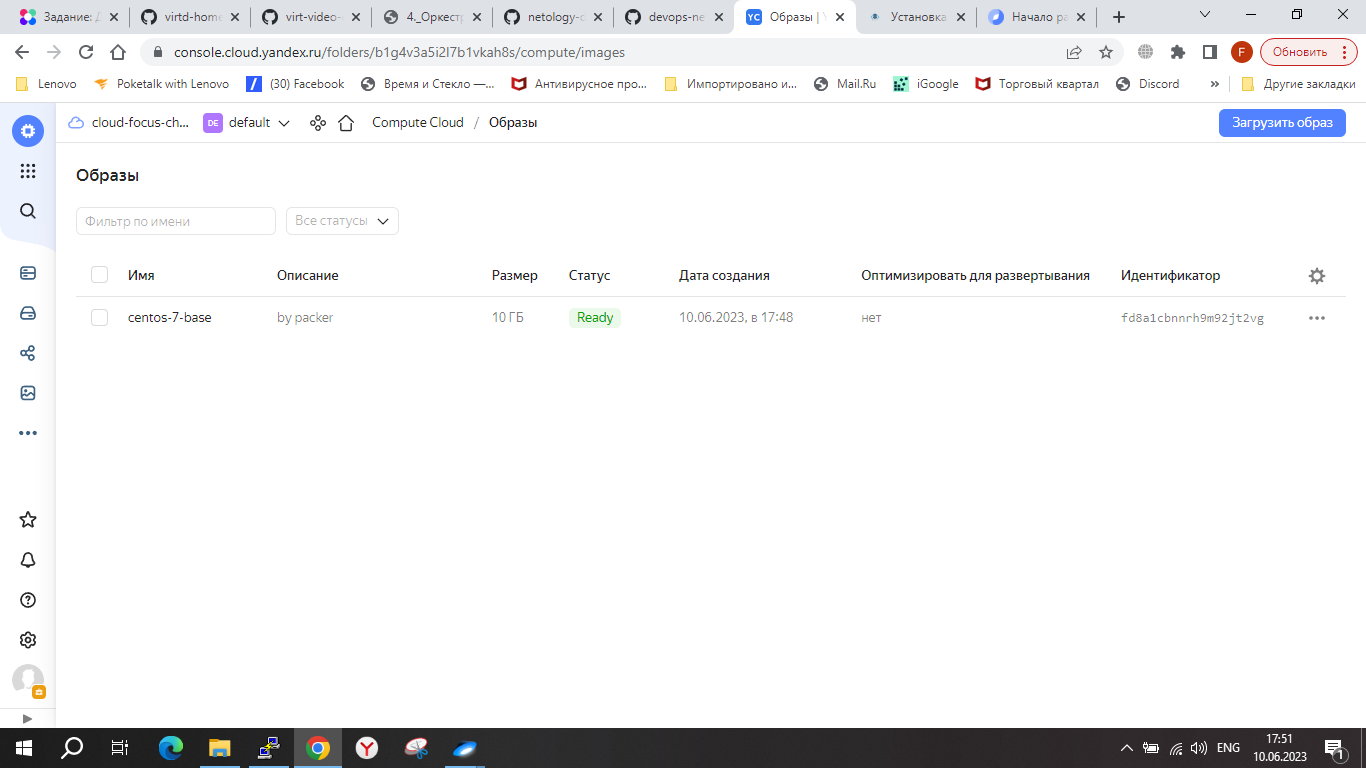 Задание: Д
virtd-hom
virt-video-
4._Оркестр
netology-d
devops-ne
YC Образы | Y
Установка
Начало ра
console.cloud.yandex.ru/folders/b1g4v3a5i2l7b1vkah8s/compute/images
F
Обновить
Lenovo
Poketalk with Lenovo
(30) Facebook
Время и Стекло —...
Антивирусное про...
Импортировано и...
Mail.Ru
iGoogle
Торговый квартал
Discord
»
Другие закладки
cloud-focus-ch...
DE default
Compute Cloud / Образы
Загрузить образ
Образы
Фильтр по имени
Все статусы
Имя Описание Размер Статус Дата создания Оптимизировать для развертывания Идентификатор
centos-7-base by packer 10 ГБ Ready 10.06.2023, в 17:48 нет fd8a1cbnnrh9m92jt2vg
ENG
17:51
10.06.2023
1